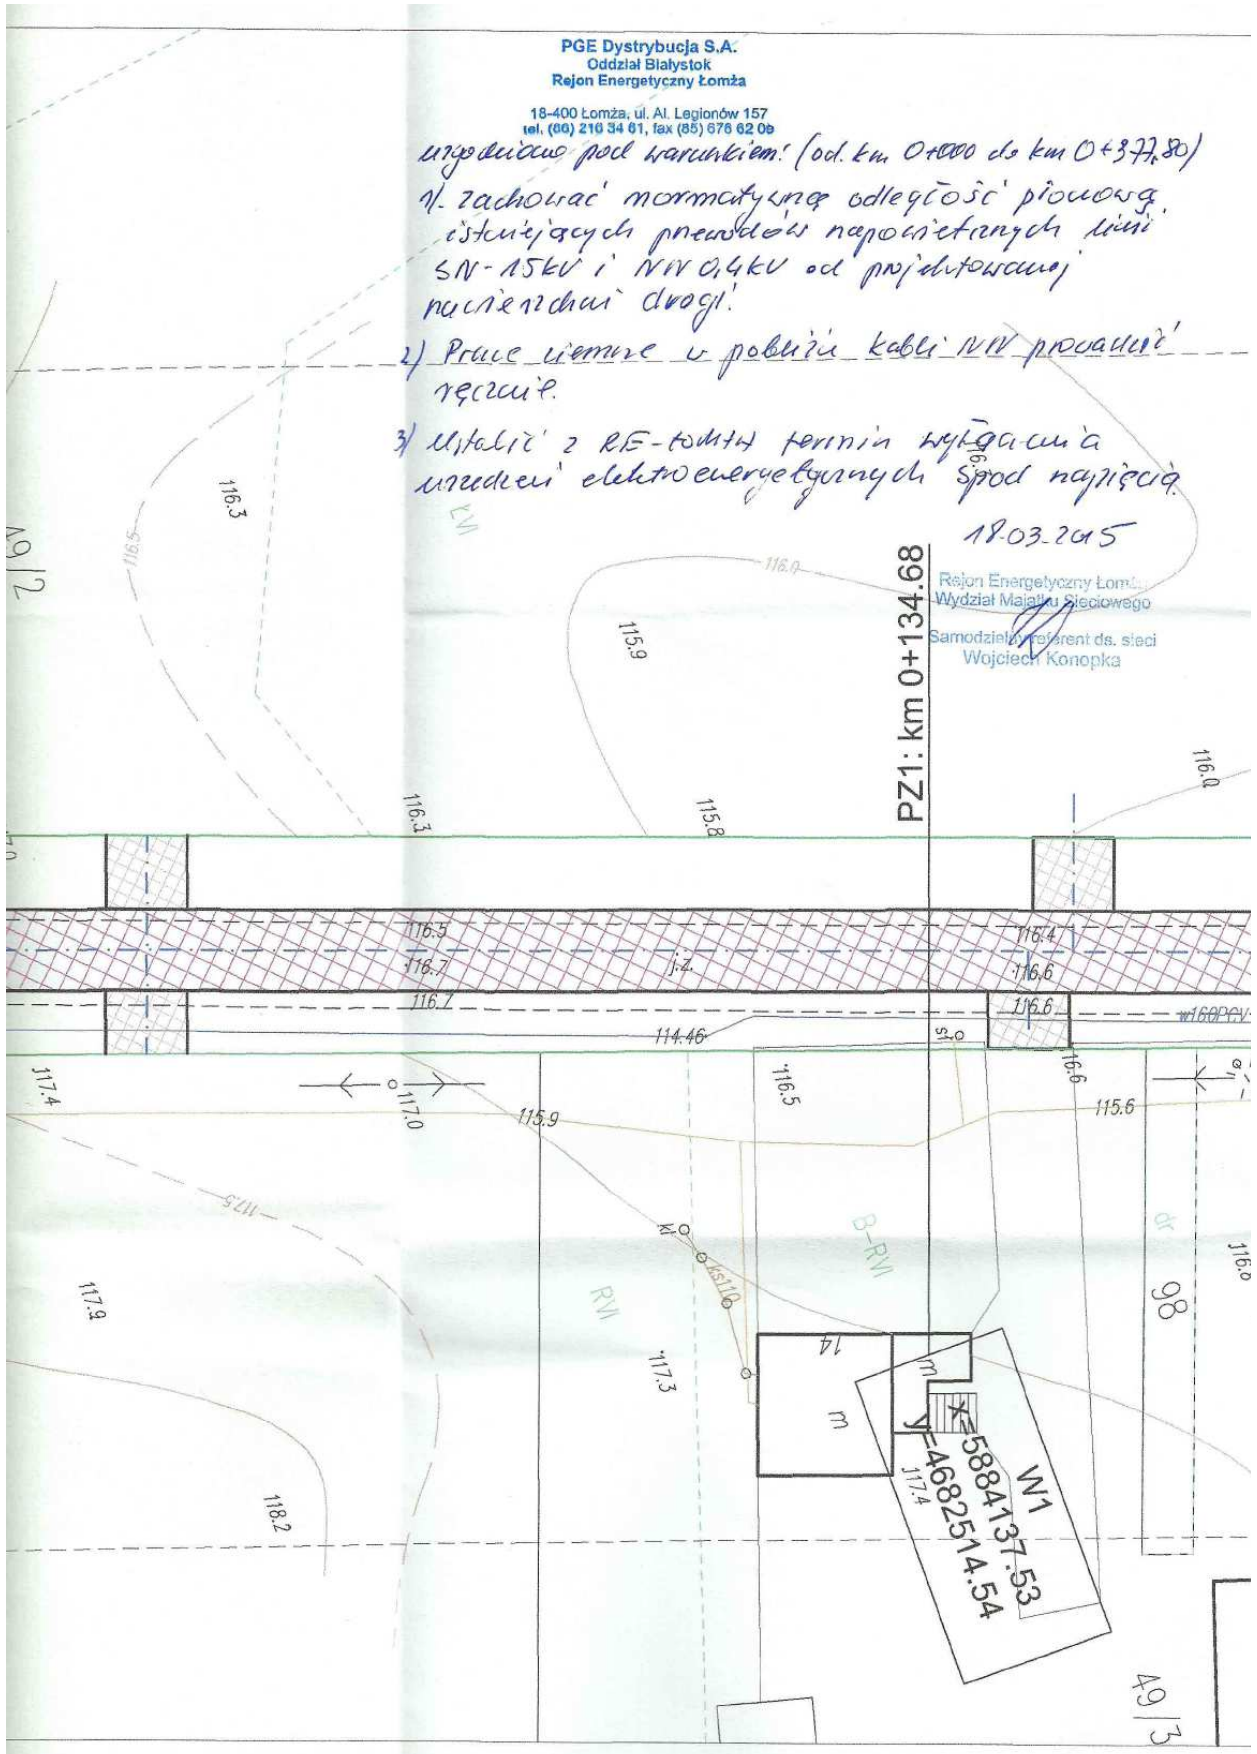 PGE Dystrybucja S.A.
Oddział Białystok
Rejon Energetyczny Łomża
18-400 Łomża, ul. Al. Legionów 157
tel. (86) 216 34 61, fax (85) 676 62 09
uzgodniono pod warunkiem: (od. km 0+000 do km 0+377,80)
1). zachować normatywną odległość pionową
istniejących przewodów napowietrznych linii
SN-15kV i NN 0,4kV od projektowanej
nawierzchni drogi.
2) Prace ziemne w pobliżu kabli NN prowadzić
ręcznie.
3) Ustalić z RE-Łomża termin wyłączenia
urządzeń elektroenergetycznych spod napięcia.
18.03.2015
Rejon Energetyczny Łomża
Wydział Majątku Sieciowego
Samodzielny referent ds. sieci
Wojciech Konopka
PZ1: km 0+134.68
49/2
116.3
116.5
ŁVI
116.0
115.9
116.3
115.8
116.0
116.5
116.4
116.7
j.z.
116.6
116.7
116.6
w160PCV
114.46
st
117.4
117.0
116.5
16.6
115.9
115.6
117.5
kł
ks110
B-RVI
dr
98
116.8
117.9
RVI
117.3
14
m
m
W1
x=5884137.53
y=4682514.54
117.4
118.2
49/3